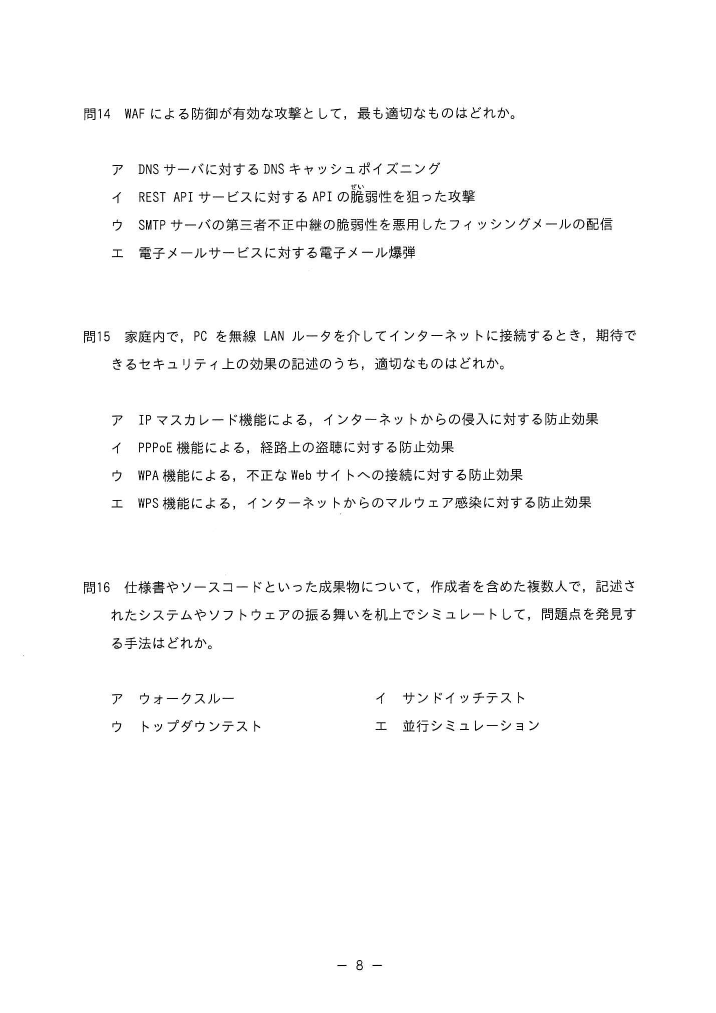 問14 WAF による防御が有効な攻撃として，最も適切なものはどれか。
ア DNS サーバに対する DNS キャッシュポイズニング
イ REST API サービスに対する API の脆弱性を狙った攻撃
ぜい
ウ SMTP サーバの第三者不正中継の脆弱性を悪用したフィッシングメールの配信
エ 電子メールサービスに対する電子メール爆弾
問15 家庭内で，PC を無線 LAN ルータを介してインターネットに接続するとき，期待で
きるセキュリティ上の効果の記述のうち，適切なものはどれか。
ア IP マスカレード機能による，インターネットからの侵入に対する防止効果
イ PPPoE 機能による，経路上の盗聴に対する防止効果
ウ WPA 機能による，不正な Web サイトへの接続に対する防止効果
エ WPS 機能による，インターネットからのマルウェア感染に対する防止効果
問16 仕様書やソースコードといった成果物について，作成者を含めた複数人で，記述さ
れたシステムやソフトウェアの振る舞いを机上でシミュレートして，問題点を発見す
る手法はどれか。
ア ウォークスルー イ サンドイッチテスト
ウ トップダウンテスト エ 並行シミュレーション
－ 8 －